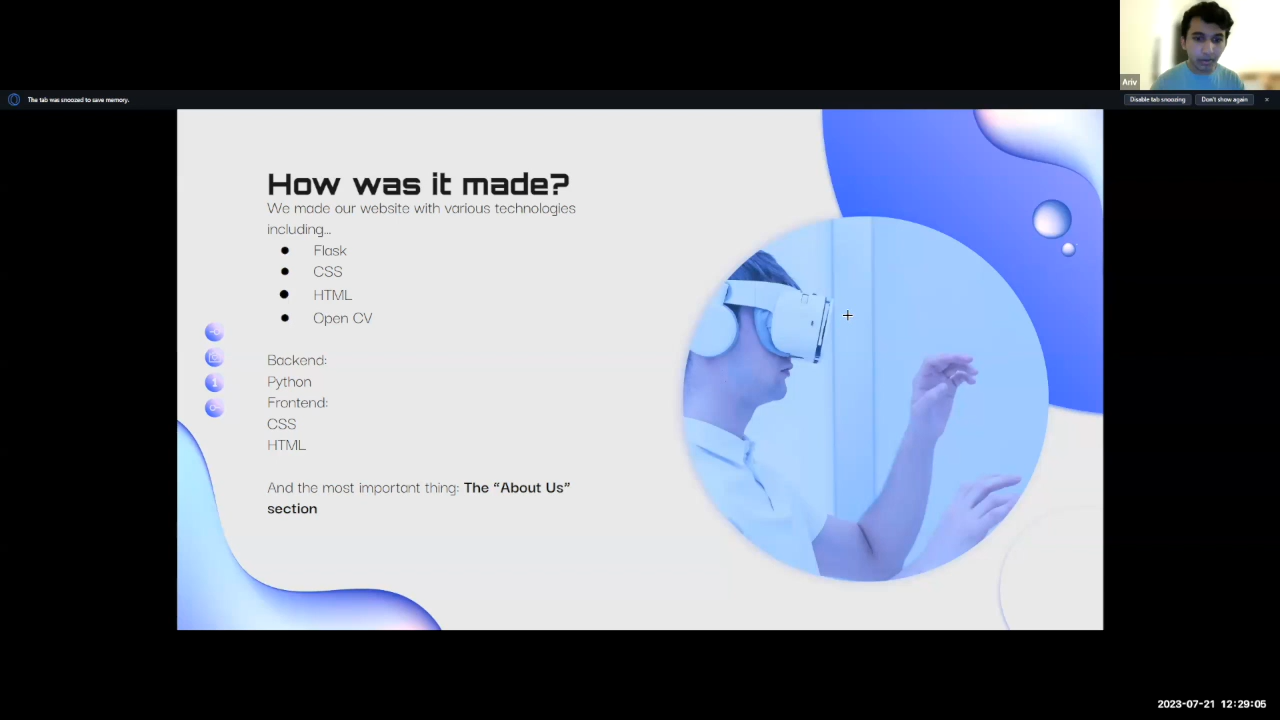 Ariv
The tab was snoozed to save memory.
Disable tab snoozing
Don't show again
How was it made?
We made our website with various technologies
including...
● Flask
● CSS
● HTML
● Open CV
Backend:
Python
Frontend:
CSS
HTML
And the most important thing: The “About Us”
section
2023-07-21 12:29:05